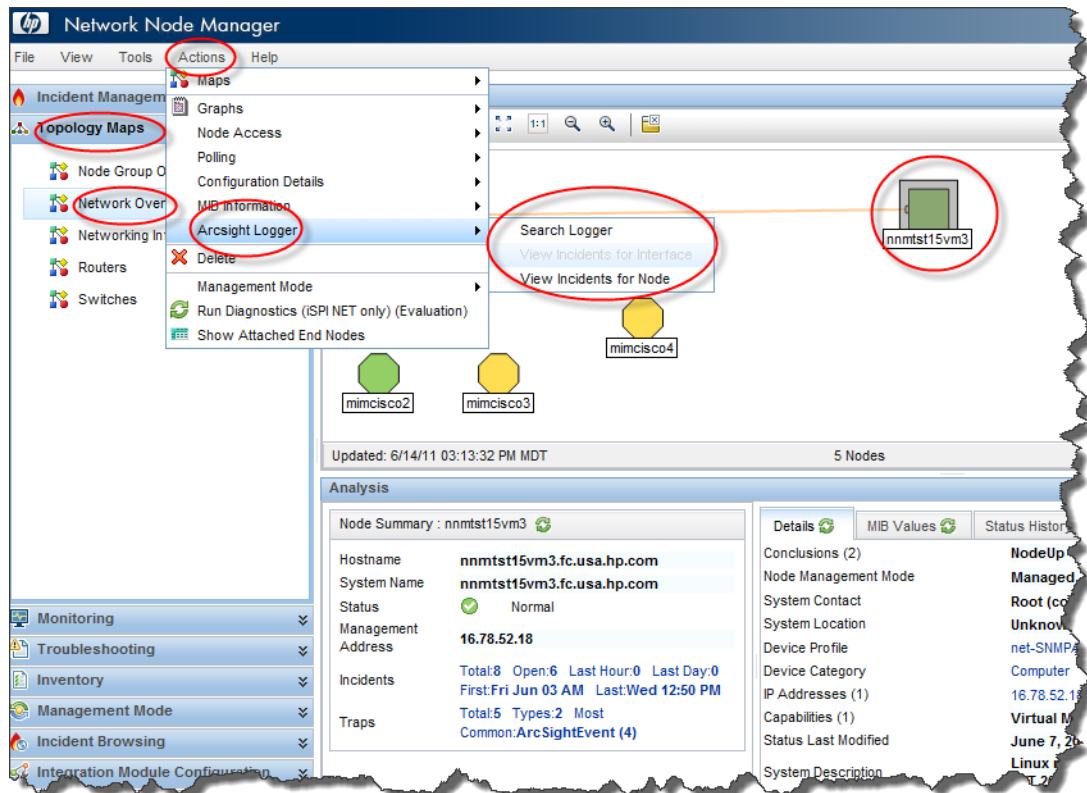 hp Network Node Manager
File View Tools Actions Help
Incident Managem
Topology Maps
Node Group O
Network Over
Networking In
Routers
Switches
Maps
Graphs
Node Access
Polling
Configuration Details
MIB Information
Arcsight Logger
Delete
Management Mode
Run Diagnostics (iSPI NET only) (Evaluation)
Show Attached End Nodes
Search Logger
View Incidents for Interface
View Incidents for Node
1:1
nnmtst15vm3
mimcisco4
mimcisco2
mimcisco3
Updated: 6/14/11 03:13:32 PM MDT 5 Nodes
Analysis
Node Summary : nnmtst15vm3
Hostname nnmtst15vm3.fc.usa.hp.com
System Name nnmtst15vm3.fc.usa.hp.com
Status Normal
Management
Address 16.78.52.18
Incidents Total:8 Open:6 Last Hour:0 Last Day:0
First:Fri Jun 03 AM Last:Wed 12:50 PM
Traps Total:5 Types:2 Most
Common:ArcSightEvent (4)
Details MIB Values Status History
Conclusions (2) NodeUp
Node Management Mode Managed
System Contact Root (co
System Location Unknow
Device Profile net-SNMP
Device Category Computer
IP Addresses (1) 16.78.52.1
Capabilities (1) Virtual M
Status Last Modified June 7, 20
System Description Linux
Monitoring
Troubleshooting
Inventory
Management Mode
Incident Browsing
Integration Module Configuration